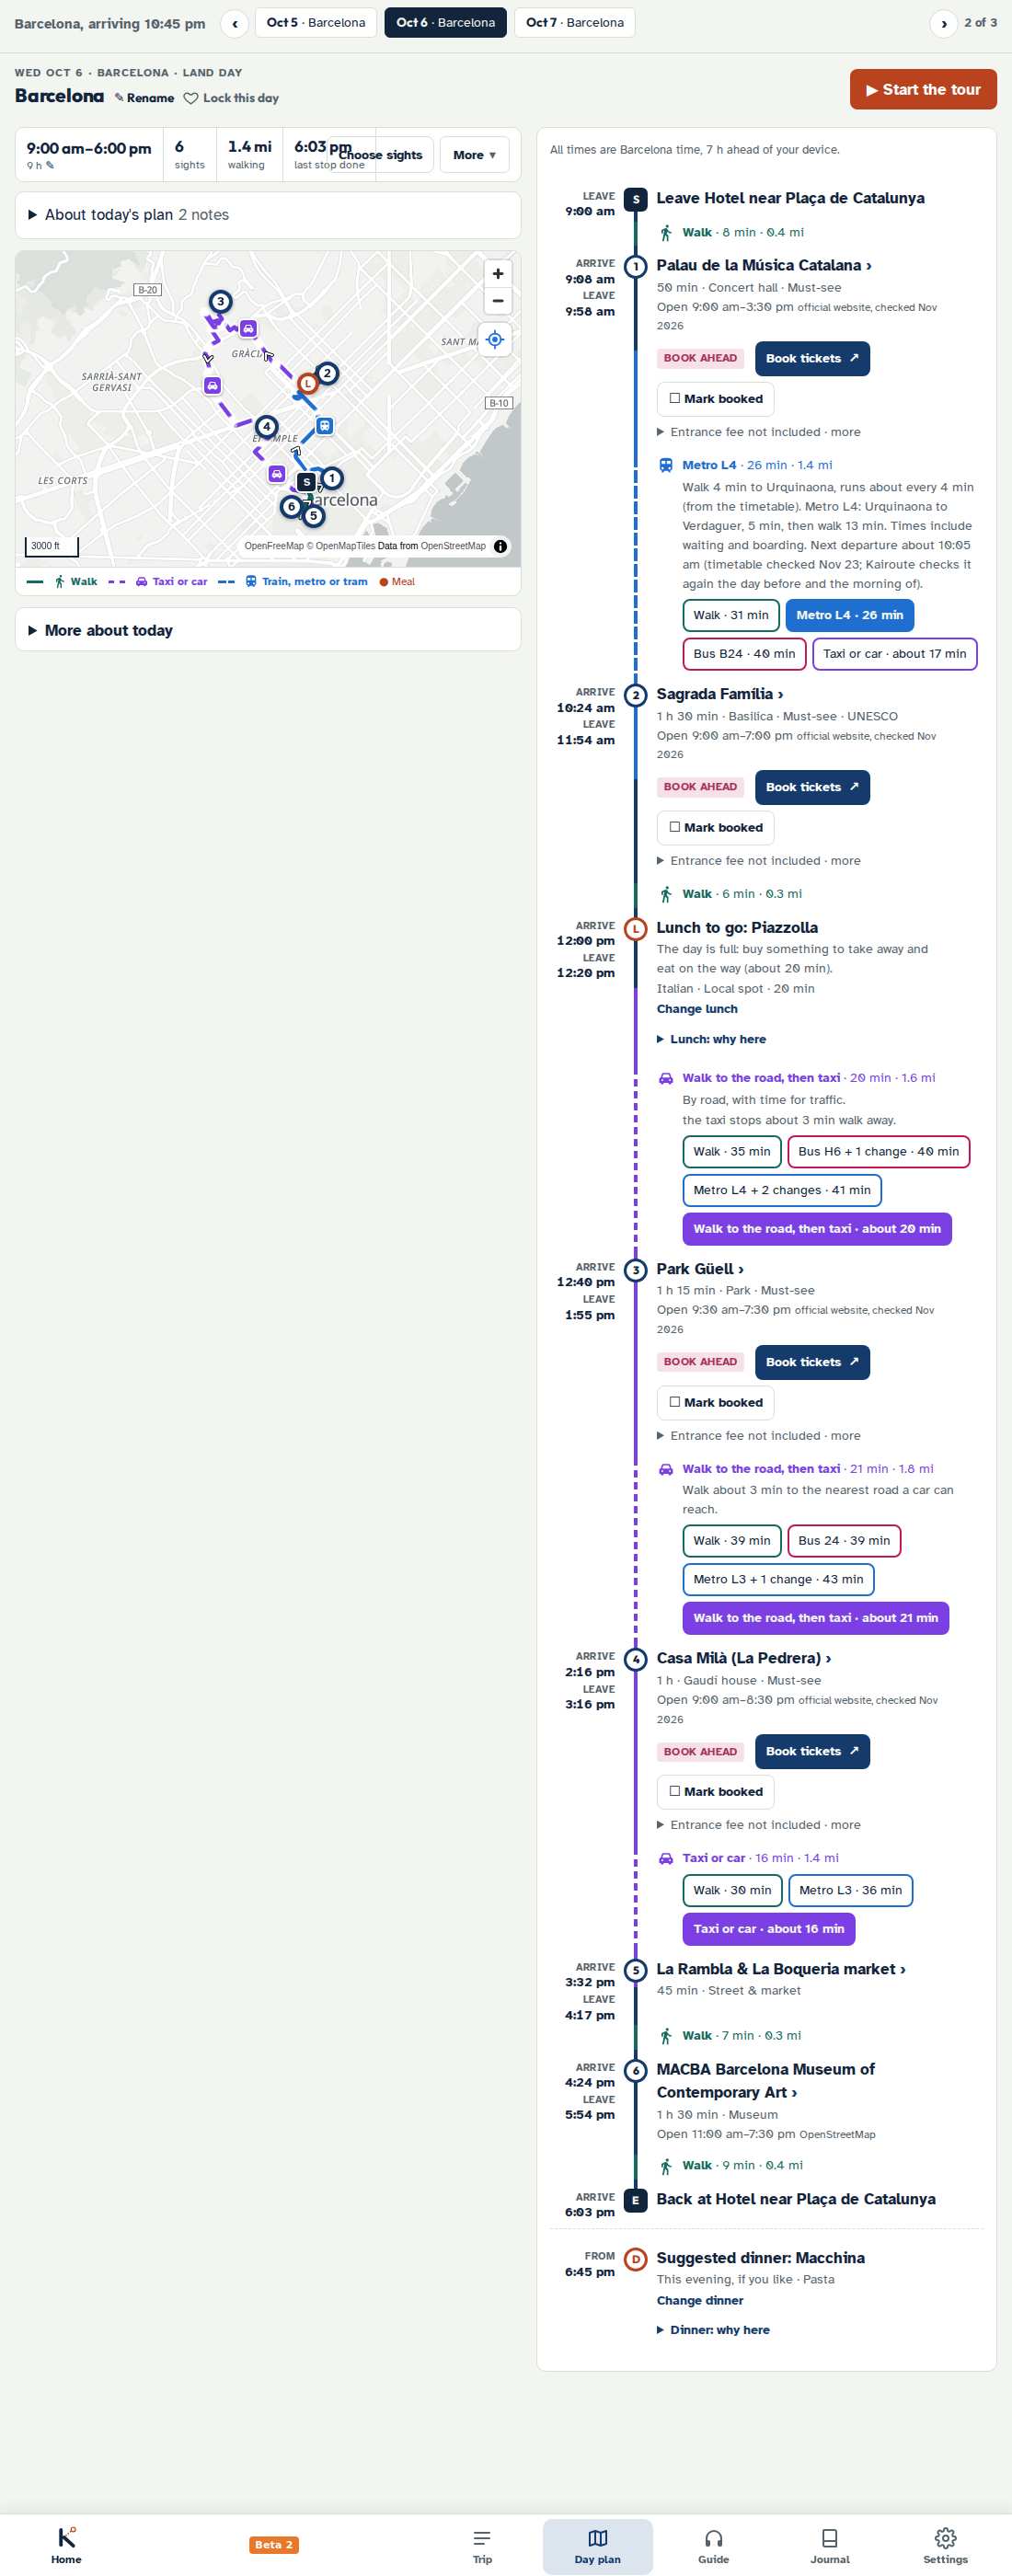 Barcelona, arriving 10:45 pm
‹
Oct 5 · Barcelona
Oct 6 · Barcelona
Oct 7 · Barcelona
›
2 of 3
WED OCT 6 · BARCELONA · LAND DAY
Barcelona
✎ Rename
Lock this day
▶ Start the tour
9:00 am–6:00 pm
9 h ✎
6
sights
1.4 mi
walking
6:03 pm
last stop done
Choose sights
More ▾
▶ About today's plan 2 notes
B-20
3
GRÀCIA
SANT MA
SARRIÀ-SANT
GERVASI
2
L
B-10
4
EIXAMPLE
LES CORTS
S
1
Barcelona
6
5
+
−
3000 ft
OpenFreeMap © OpenMapTiles Data from OpenStreetMap
Walk
Taxi or car
Train, metro or tram
Meal
▶ More about today
All times are Barcelona time, 7 h ahead of your device.
LEAVE
9:00 am
S
Leave Hotel near Plaça de Catalunya
Walk · 8 min · 0.4 mi
ARRIVE
9:08 am
LEAVE
9:58 am
1
Palau de la Música Catalana ›
50 min · Concert hall · Must-see
Open 9:00 am–3:30 pm official website, checked Nov
2026
BOOK AHEAD
Book tickets ↗
☐ Mark booked
▶ Entrance fee not included · more
Metro L4 · 26 min · 1.4 mi
Walk 4 min to Urquinaona, runs about every 4 min
(from the timetable). Metro L4: Urquinaona to
Verdaguer, 5 min, then walk 13 min. Times include
waiting and boarding. Next departure about 10:05
am (timetable checked Nov 23; Kairoute checks it
again the day before and the morning of).
Walk · 31 min
Metro L4 · 26 min
Bus B24 · 40 min
Taxi or car · about 17 min
ARRIVE
10:24 am
LEAVE
11:54 am
2
Sagrada Família ›
1 h 30 min · Basilica · Must-see · UNESCO
Open 9:00 am–7:00 pm official website, checked Nov
2026
BOOK AHEAD
Book tickets ↗
☐ Mark booked
▶ Entrance fee not included · more
Walk · 6 min · 0.3 mi
ARRIVE
12:00 pm
LEAVE
12:20 pm
L
Lunch to go: Piazzolla
The day is full: buy something to take away and
eat on the way (about 20 min).
Italian · Local spot · 20 min
Change lunch
▶ Lunch: why here
Walk to the road, then taxi · 20 min · 1.6 mi
By road, with time for traffic.
the taxi stops about 3 min walk away.
Walk · 35 min
Bus H6 + 1 change · 40 min
Metro L4 + 2 changes · 41 min
Walk to the road, then taxi · about 20 min
ARRIVE
12:40 pm
LEAVE
1:55 pm
3
Park Güell ›
1 h 15 min · Park · Must-see
Open 9:30 am–7:30 pm official website, checked Nov
2026
BOOK AHEAD
Book tickets ↗
☐ Mark booked
▶ Entrance fee not included · more
Walk to the road, then taxi · 21 min · 1.8 mi
Walk about 3 min to the nearest road a car can
reach.
Walk · 39 min
Bus 24 · 39 min
Metro L3 + 1 change · 43 min
Walk to the road, then taxi · about 21 min
ARRIVE
2:16 pm
LEAVE
3:16 pm
4
Casa Milà (La Pedrera) ›
1 h · Gaudí house · Must-see
Open 9:00 am–8:30 pm official website, checked Nov
2026
BOOK AHEAD
Book tickets ↗
☐ Mark booked
▶ Entrance fee not included · more
Taxi or car · 16 min · 1.4 mi
Walk · 30 min
Metro L3 · 36 min
Taxi or car · about 16 min
ARRIVE
3:32 pm
LEAVE
4:17 pm
5
La Rambla & La Boqueria market ›
45 min · Street & market
Walk · 7 min · 0.3 mi
ARRIVE
4:24 pm
LEAVE
5:54 pm
6
MACBA Barcelona Museum of
Contemporary Art ›
1 h 30 min · Museum
Open 11:00 am–7:30 pm OpenStreetMap
Walk · 9 min · 0.4 mi
ARRIVE
6:03 pm
E
Back at Hotel near Plaça de Catalunya
FROM
6:45 pm
D
Suggested dinner: Macchina
This evening, if you like · Pasta
Change dinner
▶ Dinner: why here
Home
Beta 2
Trip
Day plan
Guide
Journal
Settings